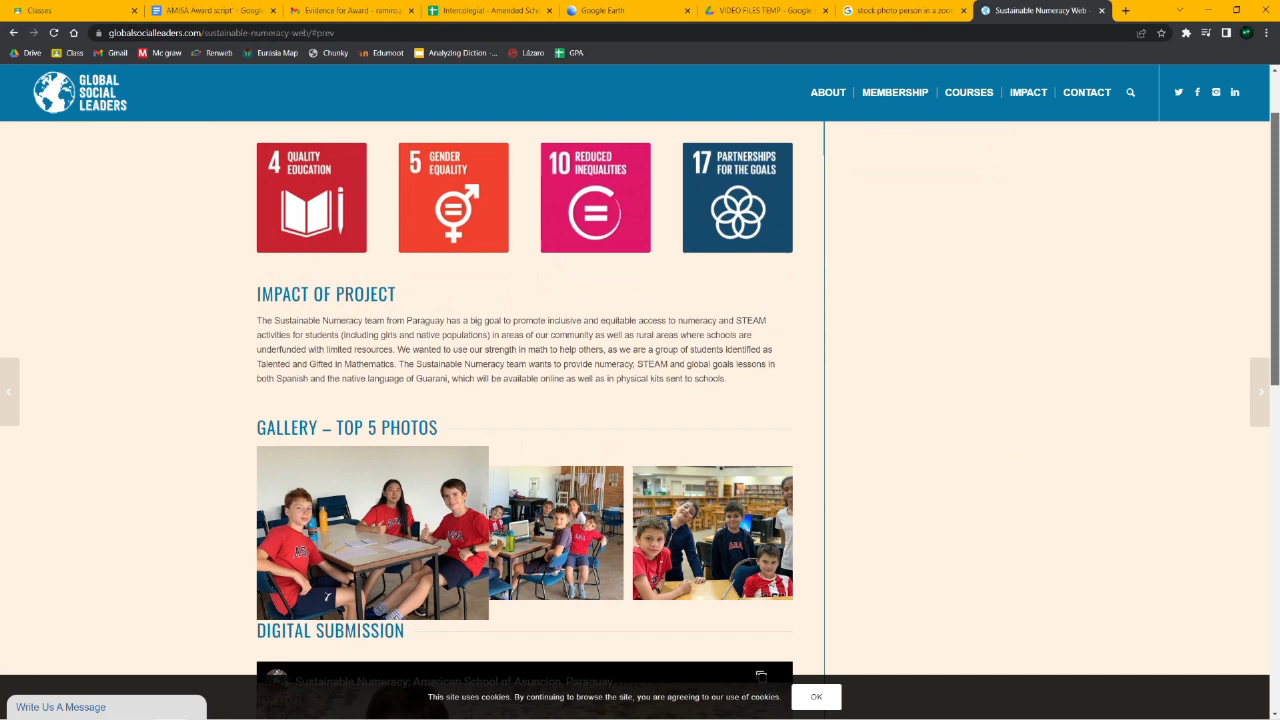 Classes
AMISA Award script" - Google
Evidence for Award - ramiro.p
Intercolegial - Amended Sche
Google Earth
VIDEO FILES TEMP - Google
stock photo person in a zoom
Sustainable Numeracy Web -
globalsocialleaders.com/sustainable-numeracy-web/#prev
Drive
Class
Gmail
Mc graw
Renweb
Eurasia Map
Chunky
Edumoot
Analyzing Diction -...
Lázaro
GPA
GLOBAL
SOCIAL
LEADERS
ABOUT
MEMBERSHIP
COURSES
IMPACT
CONTACT
4 QUALITY
EDUCATION
5 GENDER
EQUALITY
10 REDUCED
INEQUALITIES
17 PARTNERSHIPS
FOR THE GOALS
IMPACT OF PROJECT
The Sustainable Numeracy team from Paraguay has a big goal to promote inclusive and equitable access to numeracy and STEAM
activities for students (including girls and native populations) in areas of our community as well as rural areas where schools are
underfunded with limited resources. We wanted to use our strength in math to help others, as we are a group of students identified as
Talented and Gifted in Mathematics. The Sustainable Numeracy team wants to provide numeracy, STEAM and global goals lessons in
both Spanish and the native language of Guarani, which will be available online as well as in physical kits sent to schools.
GALLERY – TOP 5 PHOTOS
ASA
ASA
ASA
DIGITAL SUBMISSION
Sustainable Numeracy: American School of Asuncion, Paraguay
This site uses cookies. By continuing to browse the site, you are agreeing to our use of cookies.
OK
Write Us A Message